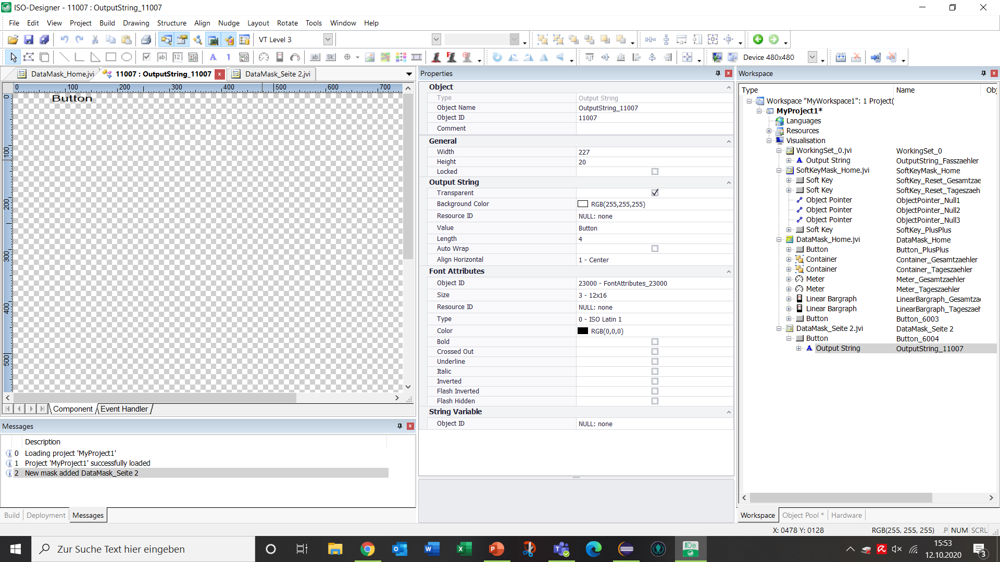 ISO-Designer - 11007 : OutputString_11007
File Edit View Project Build Drawing Structure Align Nudge Layout Rotate Tools Window Help
VT Level 3
Device 480x480
DataMask_Home.jvi 11007 : OutputString_11007 DataMask_Seite 2.jvi
0 100 200 300 400 500 600 700
0 100 200 300 400 500
Button
Component Event Handler
Messages
Description
0 Loading project 'MyProject1'
1 Project 'MyProject1' successfully loaded
2 New mask added DataMask_Seite 2
Build Deployment Messages
Properties
Object
Type Output String
Object Name OutputString_11007
Object ID 11007
Comment
General
Width 227
Height 20
Locked
Output String
Transparent
Background Color RGB(255,255,255)
Resource ID NULL: none
Value Button
Length 4
Auto Wrap
Align Horizontal 1 - Center
Font Attributes
Object ID 23000 - FontAttributes_23000
Size 3 - 12x16
Resource ID NULL: none
Type 0 - ISO Latin 1
Color RGB(0,0,0)
Bold
Crossed Out
Underline
Italic
Inverted
Flash Inverted
Flash Hidden
String Variable
Object ID NULL: none
Workspace
Type Name Obj
Workspace "MyWorkspace1": 1 Project(
MyProject1*
Languages
Resources
Visualisation
WorkingSet_0.jvi WorkingSet_0
Output String OutputString_Fasszaehler
SoftKeyMask_Home.jvi SoftKeyMask_Home
Soft Key SoftKey_Reset_Gesamtzae
Soft Key SoftKey_Reset_Tageszaeh
Object Pointer ObjectPointer_Null1
Object Pointer ObjectPointer_Null2
Object Pointer ObjectPointer_Null3
Soft Key SoftKey_PlusPlus
DataMask_Home.jvi DataMask_Home
Button Button_PlusPlus
Container Container_Gesamtzaehler
Container Container_Tageszaehler
Meter Meter_Gesamtzaehler
Meter Meter_Tageszaehler
Linear Bargraph LinearBargraph_Gesamtza
Linear Bargraph LinearBargraph_Tageszaeh
Button Button_6003
DataMask_Seite 2.jvi DataMask_Seite 2
Button Button_6004
Output String OutputString_11007
Workspace Object Pool * Hardware
X: 0478 Y: 0128 RGB(255, 255, 255) .P NUM SCRL
Zur Suche Text hier eingeben
15:53
12.10.2020
3